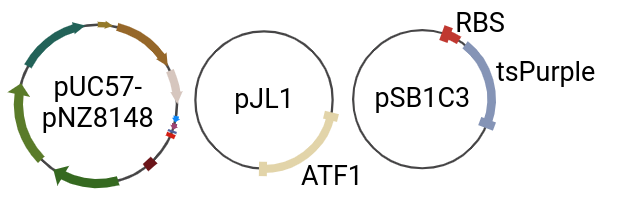 RBS
pUC57-
pNZ8148
pJL1
pSB1C3
tsPurple
ATF1